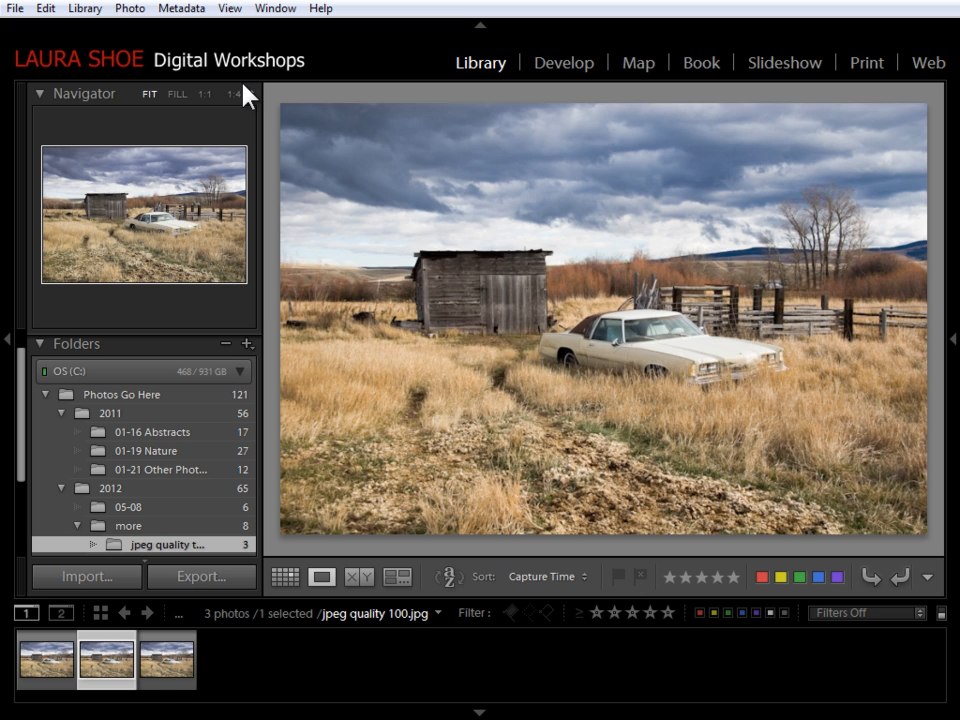 File Edit Library Photo Metadata View Window Help
LAURA SHOE Digital Workshops
Library Develop Map Book Slideshow Print Web
Navigator FIT FILL 1:1
Folders
OS (C:) 468 / 931 GB
Photos Go Here 121
2011 56
01-16 Abstracts 17
01-19 Nature 27
01-21 Other Phot... 12
2012 65
05-08 6
more 8
jpeg quality t... 3
Import... Export...
XY a z Sort: Capture Time
1 2 ... 3 photos /1 selected /jpeg quality 100.jpg Filter : ≥ Filters Off